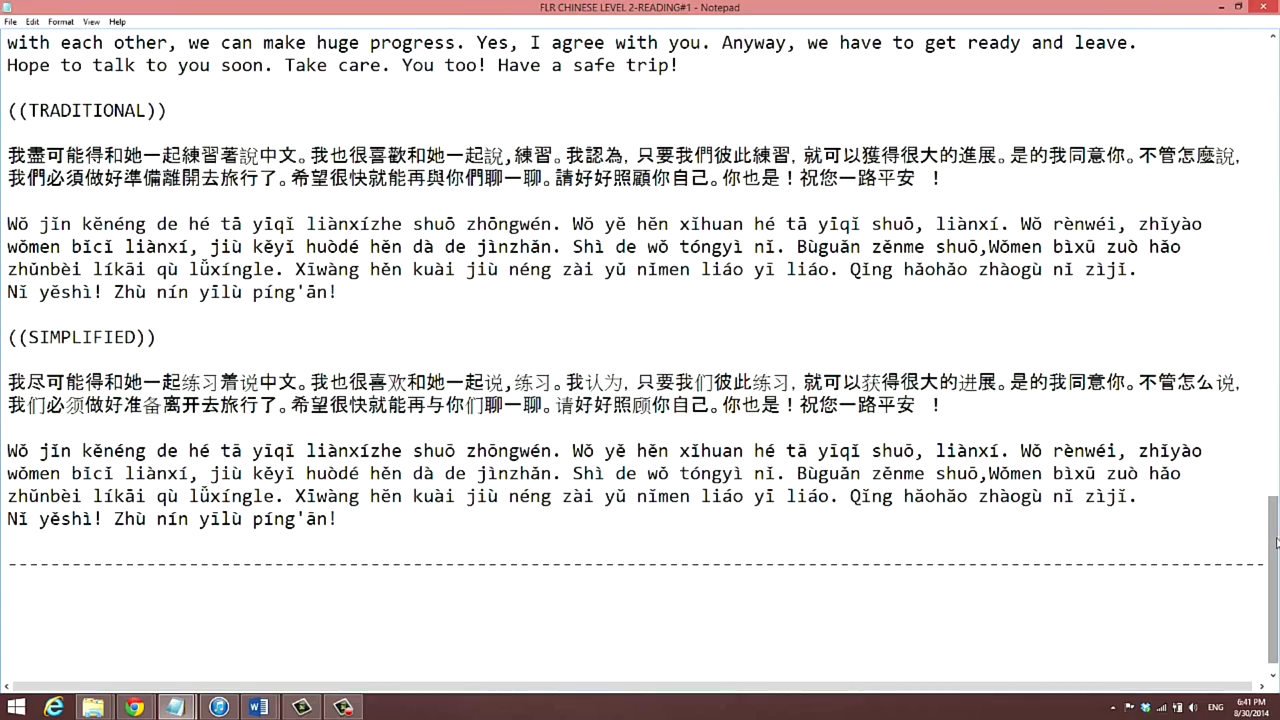 FLR CHINESE LEVEL 2-READING#1 - Notepad
File Edit Format View Help
with each other, we can make huge progress. Yes, I agree with you. Anyway, we have to get ready and leave.
Hope to talk to you soon. Take care. You too! Have a safe trip!
((TRADITIONAL))
我盡可能得和她一起練習著說中文。我也很喜歡和她一起說,練習。我認為，只要我們彼此練習，就可以獲得很大的進展。是的我同意你。不管怎麼說，
我們必須做好準備離開去旅行了。希望很快就能再與你們聊一聊。請好好照顧你自己。你也是！祝您一路平安 ！
Wǒ jǐn kěnéng de hé tā yīqǐ liànxízhe shuō zhōngwén. Wǒ yě hěn xǐhuan hé tā yīqǐ shuō, liànxí. Wǒ rènwéi, zhǐyào
wǒmen bǐcǐ liànxí, jiù kěyǐ huòdé hěn dà de jìnzhǎn. Shì de wǒ tóngyì nǐ. Bùguǎn zěnme shuō,Wǒmen bìxū zuò hǎo
zhǔnbèi líkāi qù lǚxíngle. Xīwàng hěn kuài jiù néng zài yǔ nǐmen liáo yī liáo. Qǐng hǎohǎo zhàogù nǐ zìjǐ.
Nǐ yěshì! Zhù nín yīlù píng'ān!
((SIMPLIFIED))
我尽可能得和她一起练习着说中文。我也很喜欢和她一起说,练习。我认为，只要我们彼此练习，就可以获得很大的进展。是的我同意你。不管怎么说，
我们必须做好准备离开去旅行了。希望很快就能再与你们聊一聊。请好好照顾你自己。你也是！祝您一路平安 ！
Wǒ jǐn kěnéng de hé tā yīqǐ liànxízhe shuō zhōngwén. Wǒ yě hěn xǐhuan hé tā yīqǐ shuō, liànxí. Wǒ rènwéi, zhǐyào
wǒmen bǐcǐ liànxí, jiù kěyǐ huòdé hěn dà de jìnzhǎn. Shì de wǒ tóngyì nǐ. Bùguǎn zěnme shuō,Wǒmen bìxū zuò hǎo
zhǔnbèi líkāi qù lǚxíngle. Xīwàng hěn kuài jiù néng zài yǔ nǐmen liáo yī liáo. Qǐng hǎohǎo zhàogù nǐ zìjǐ.
Nǐ yěshì! Zhù nín yīlù píng'ān!
ENG
6:41 PM
8/30/2014